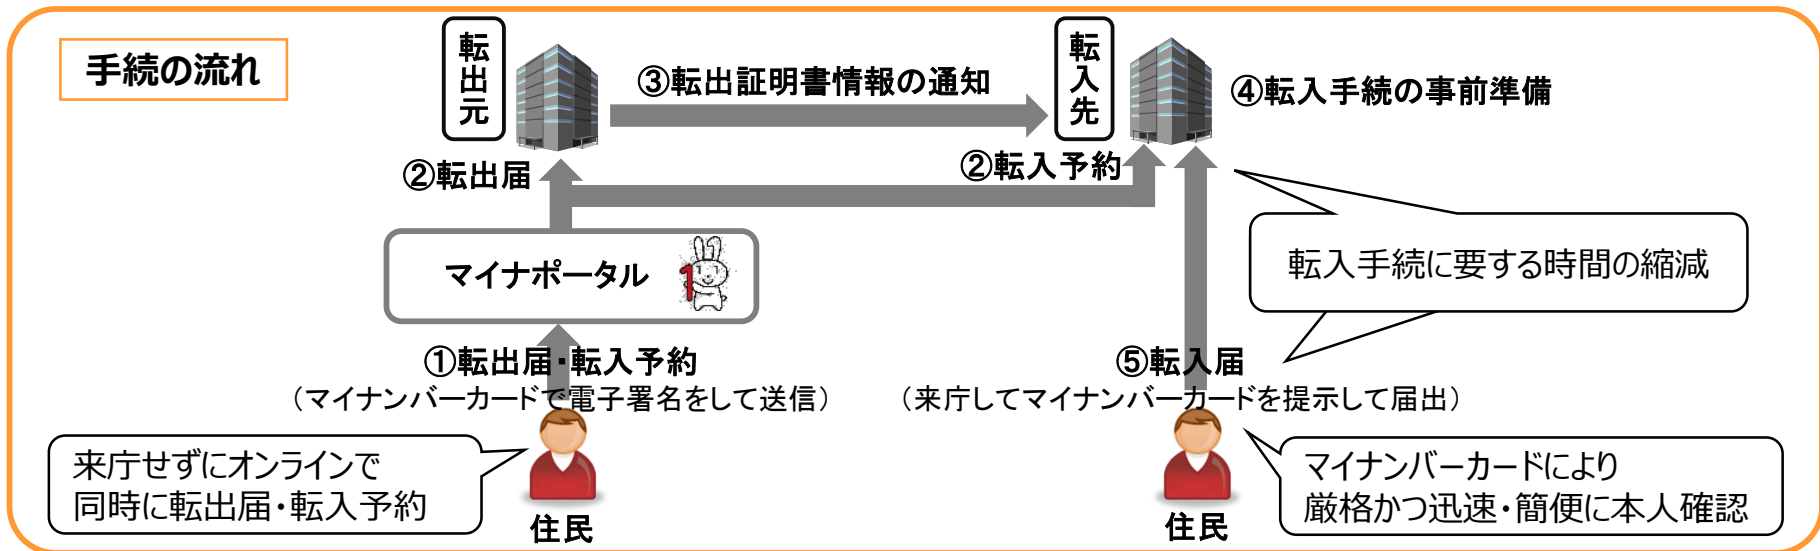 手続の流れ
転出元
③転出証明書情報の通知
転入先
④転入手続の事前準備
②転出届
②転入予約
マイナポータル
1
転入手続に要する時間の縮減
①転出届・転入予約
(マイナンバーカードで電子署名をして送信)
⑤転入届
(来庁してマイナンバーカードを提示して届出)
来庁せずにオンラインで
同時に転出届・転入予約
住民
マイナンバーカードにより
厳格かつ迅速・簡便に本人確認
住民